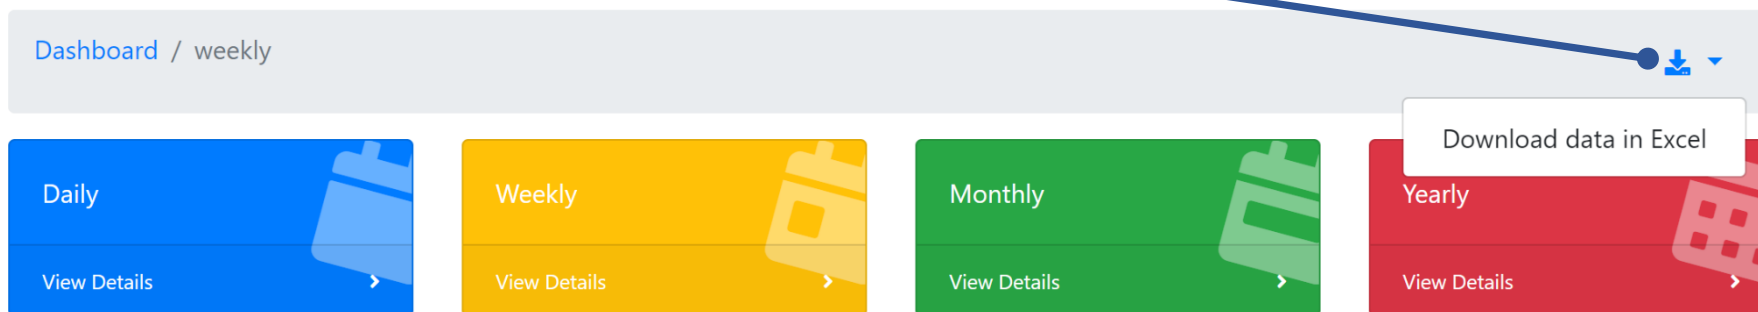 Dashboard / weekly
Download data in Excel
Daily
Weekly
Monthly
Yearly
View Details
View Details
View Details
View Details